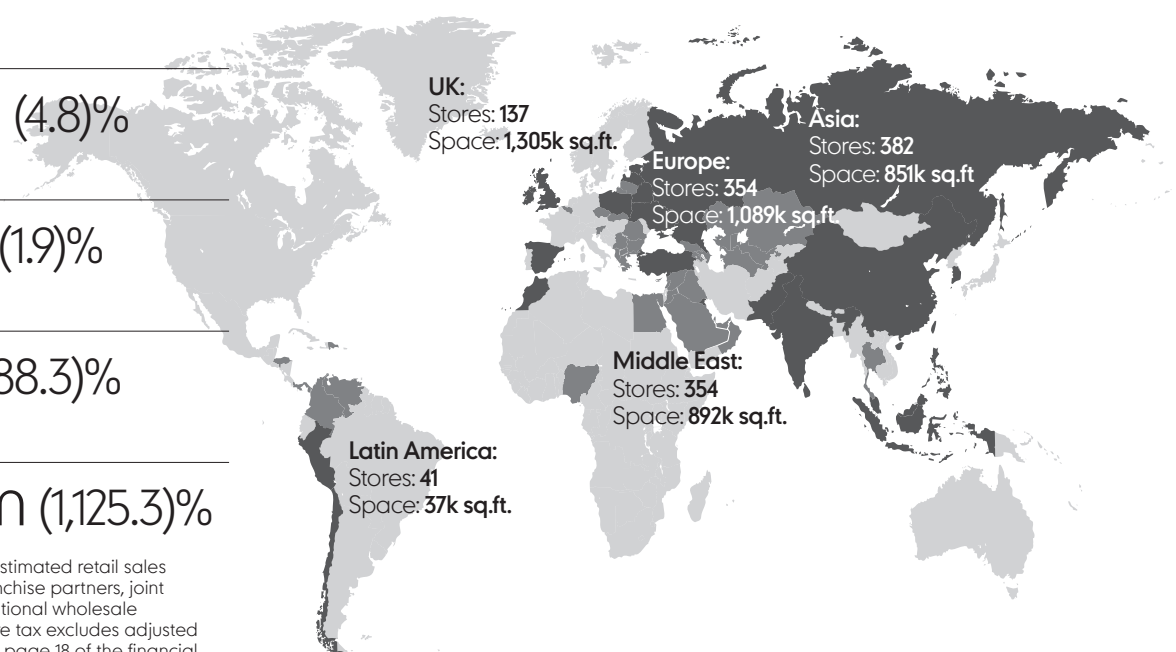 (4.8)%
(1.9)%
88.3)%
(1,125.3)%
stimated retail sales
nchise partners, joint
tional wholesale
e tax excludes adjusted
page 18 of the financial
UK:
Stores: 137
Space: 1,305k sq.ft.
Europe:
Stores: 354
Space: 1,089k sq.ft.
Asia:
Stores: 382
Space: 851k sq.ft
Middle East:
Stores: 354
Space: 892k sq.ft.
Latin America:
Stores: 41
Space: 37k sq.ft.